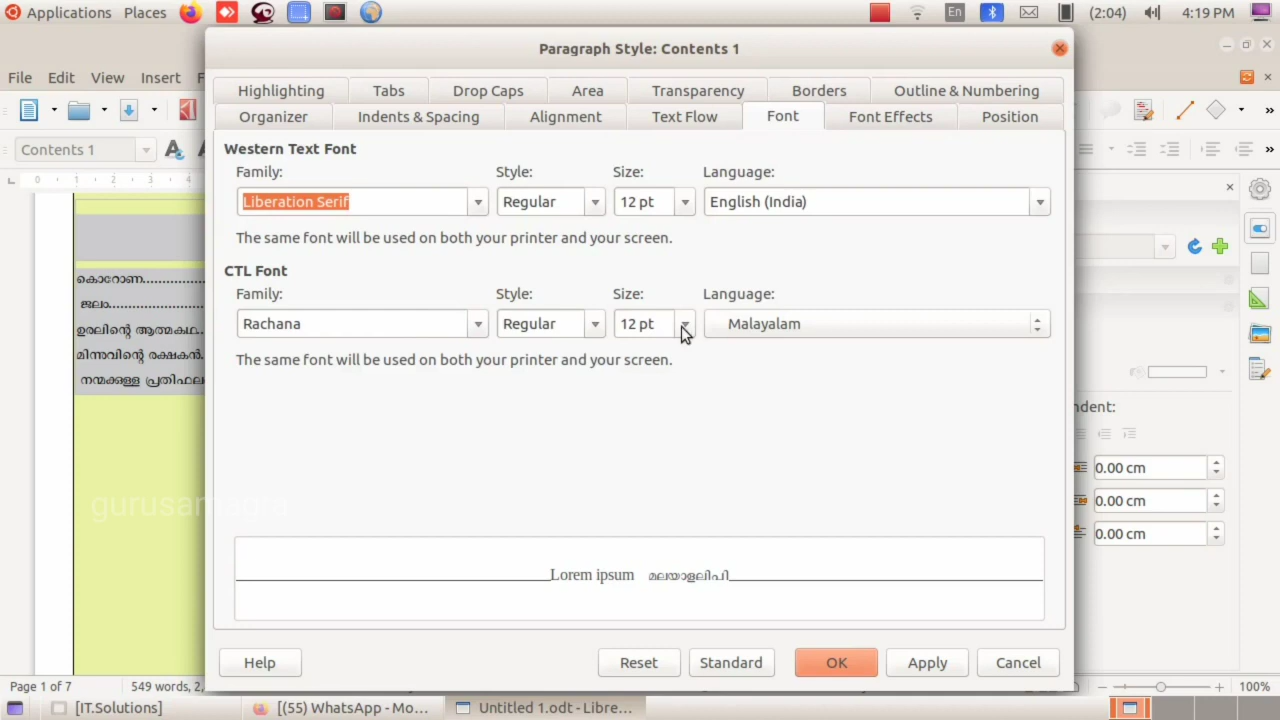 Applications Places En (2:04) 4:19 PM
Paragraph Style: Contents 1
File Edit View Insert F
Highlighting Tabs Drop Caps Area Transparency Borders Outline & Numbering
Organizer Indents & Spacing Alignment Text Flow Font Font Effects Position
Contents 1
Western Text Font
Family: Style: Size: Language:
Liberation Serif Regular 12 pt English (India)
The same font will be used on both your printer and your screen.
CTL Font
Family: Style: Size: Language:
Rachana Regular 12 pt Malayalam
The same font will be used on both your printer and your screen.
കൊറോണ................
ജലം........................
ഉരലിന്റെ ആത്മകഥ..
മിന്നുവിന്റെ രക്ഷകൻ.
നന്മക്കുള്ള പ്രതിഫല
ndent:
0.00 cm
0.00 cm
0.00 cm
gurusamagra
Lorem ipsum മലയാളലിപി
Help Reset Standard OK Apply Cancel
Page 1 of 7 549 words, 2, 100%
[IT.Solutions] [(55) WhatsApp - Mo... Untitled 1.odt - Libre...